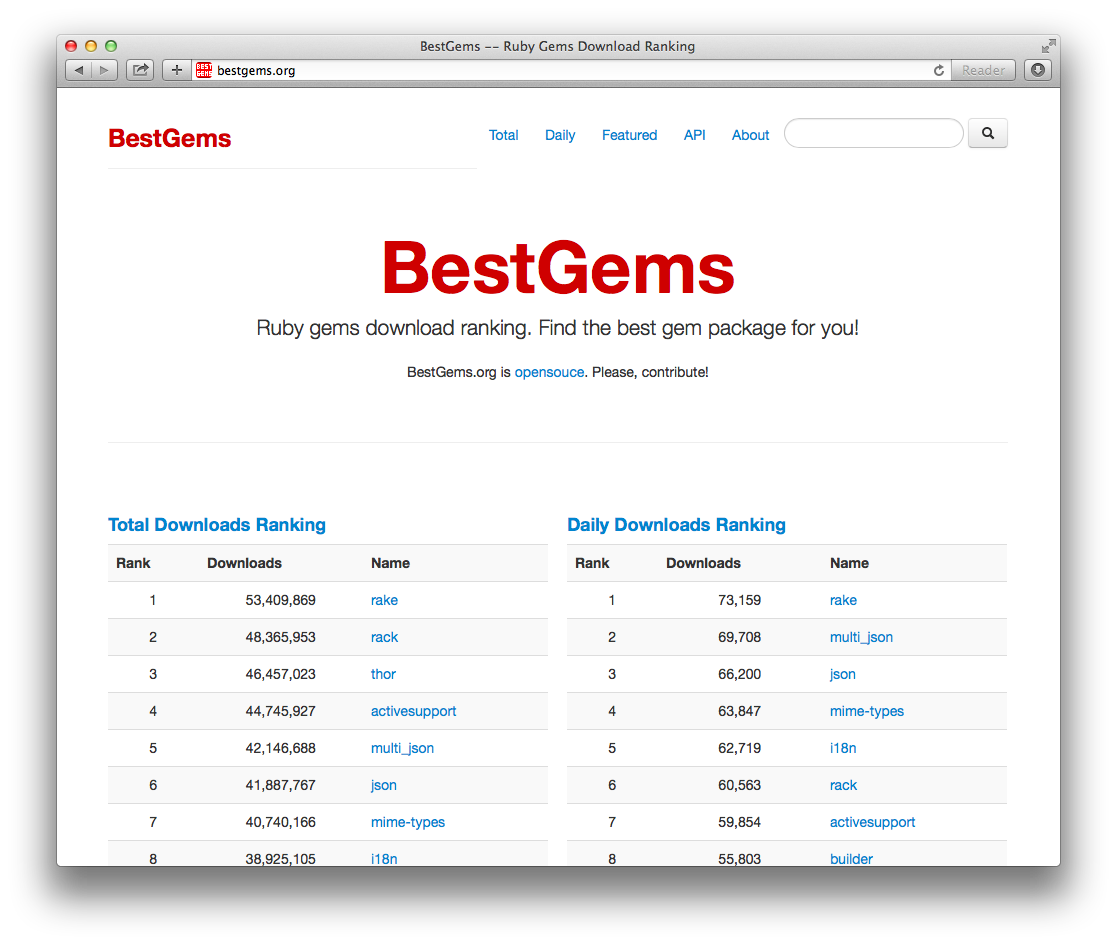 BestGems -- Ruby Gems Download Ranking
BEST GEMS bestgems.org Reader
BestGems Total Daily Featured API About
BestGems
Ruby gems download ranking. Find the best gem package for you!
BestGems.org is opensouce. Please, contribute!
Total Downloads Ranking
Rank Downloads Name
1 53,409,869 rake
2 48,365,953 rack
3 46,457,023 thor
4 44,745,927 activesupport
5 42,146,688 multi_json
6 41,887,767 json
7 40,740,166 mime-types
8 38,925,105 i18n
Daily Downloads Ranking
Rank Downloads Name
1 73,159 rake
2 69,708 multi_json
3 66,200 json
4 63,847 mime-types
5 62,719 i18n
6 60,563 rack
7 59,854 activesupport
8 55,803 builder